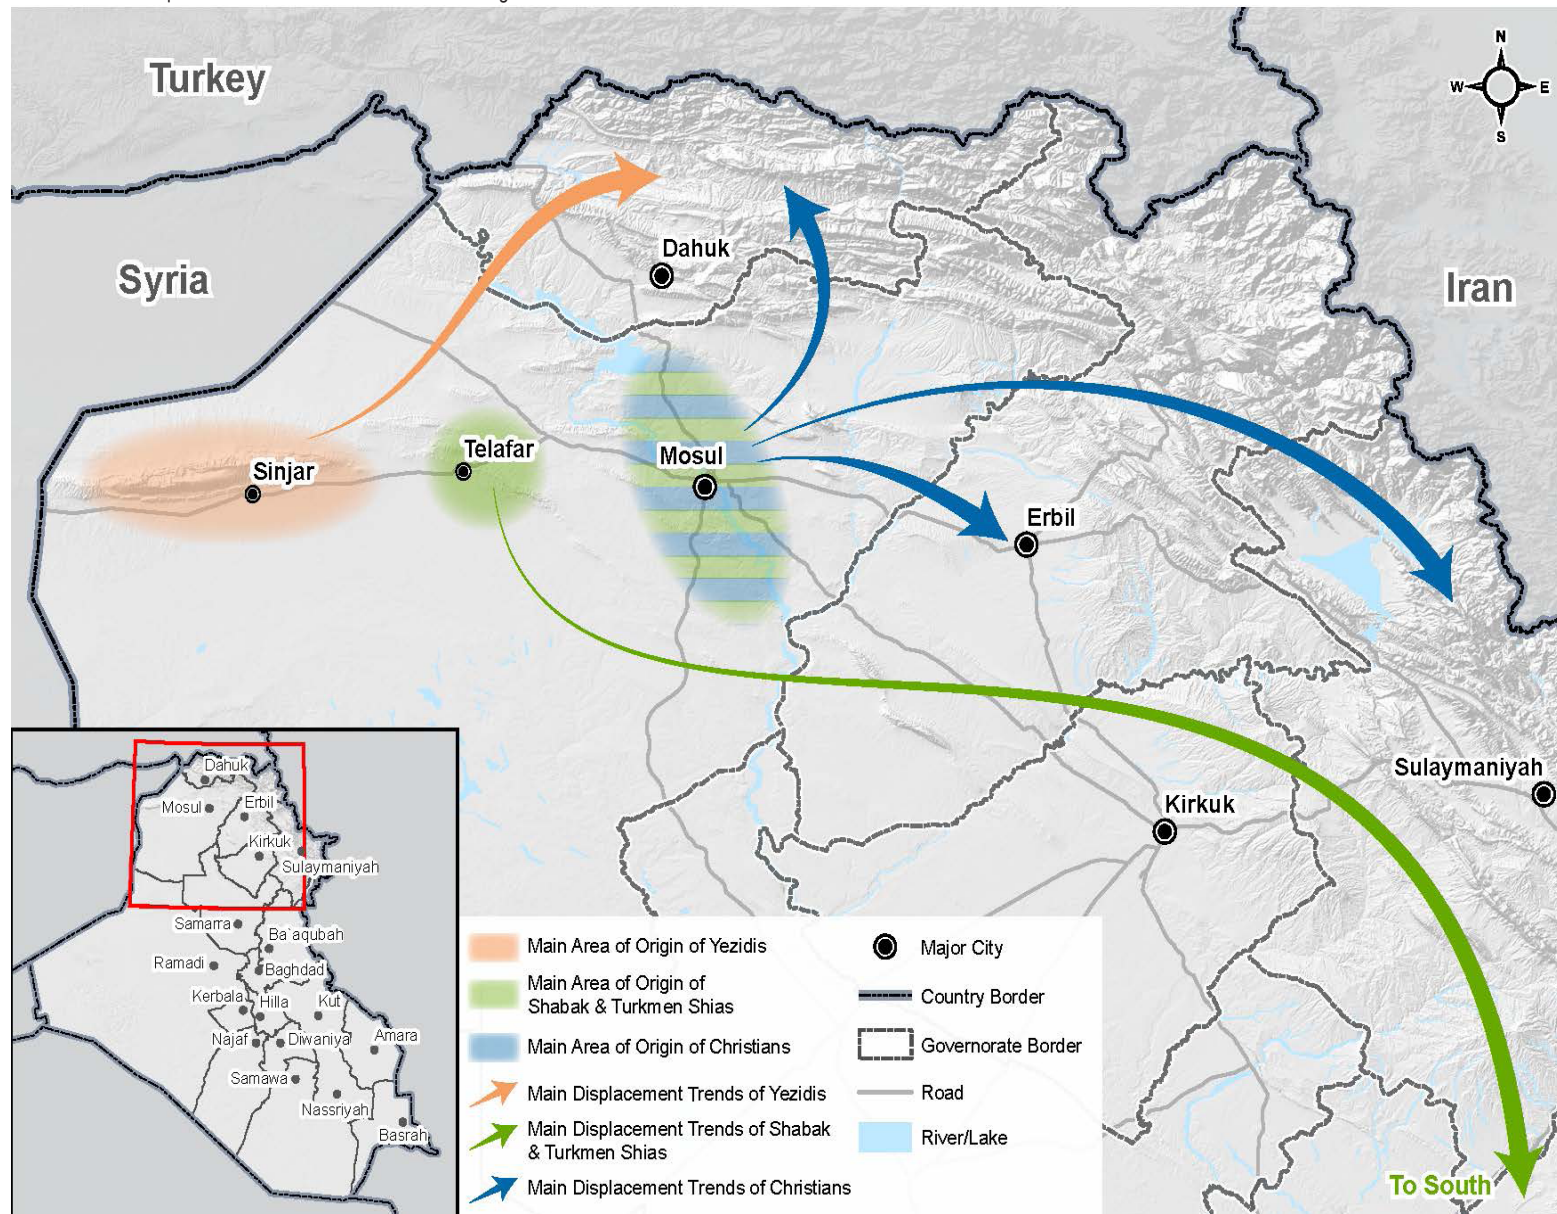 Turkey
N
W
E
S
Syria
Dahuk
Iran
Telafar
Sinjar
Mosul
Erbil
Sulaymaniyah
Kirkuk
Dahuk
Mosul
Erbil
Kirkuk
Sulaymaniyah
Samarra
Ba`aqubah
Ramadi
Baghdad
Kerbala
Hilla
Kut
Najaf
Diwaniya
Amara
Samawa
Nassriyah
Basrah
Main Area of Origin of Yezidis
Main Area of Origin of
Shabak & Turkmen Shias
Main Area of Origin of Christians
Main Displacement Trends of Yezidis
Main Displacement Trends of Shabak
& Turkmen Shias
Main Displacement Trends of Christians
Major City
Country Border
Governorate Border
Road
River/Lake
To South